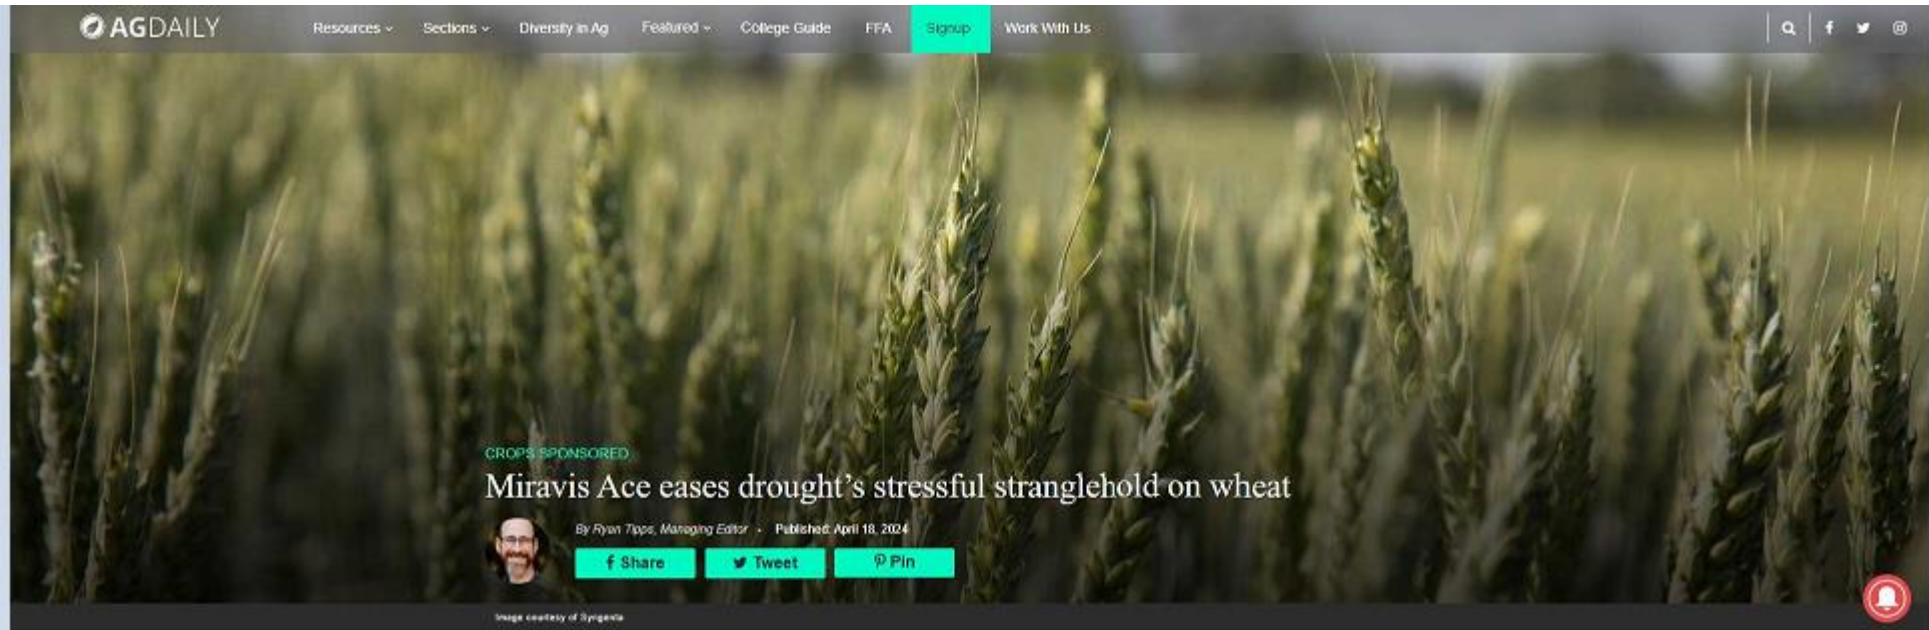 AGDAILY
Resources Sections Diversity in Ag Featured College Guide FFA Signup Work With Us
CROPS SPONSORED
Miravis Ace eases drought’s stressful stranglehold on wheat
By Ryan Tipps, Managing Editor • Published: April 18, 2024
Share Tweet Pin
Image courtesy of Syngenta